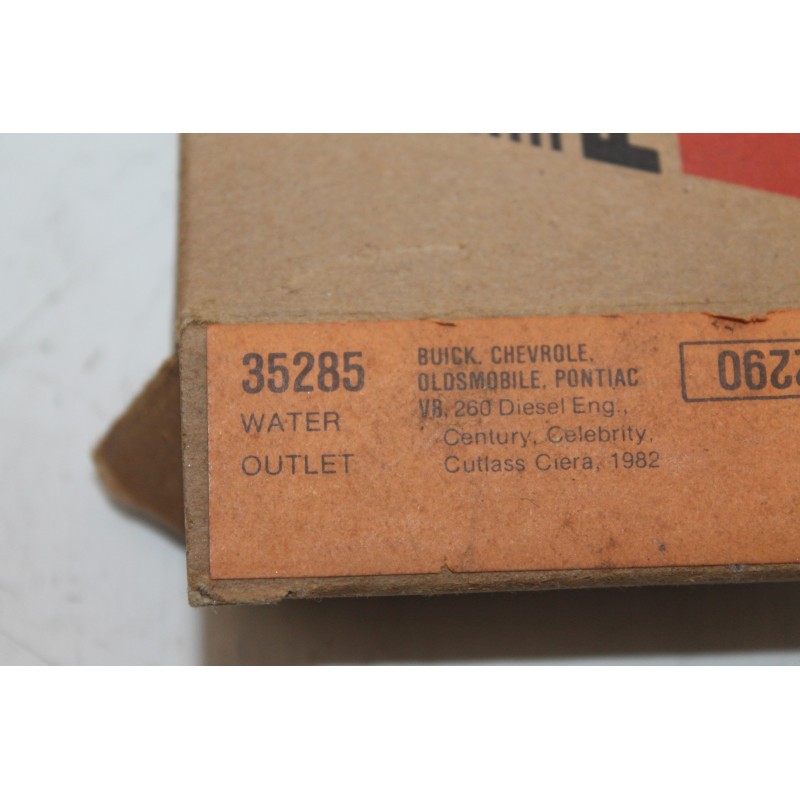 35285
WATER
OUTLET
BUICK, CHEVROLE,
OLDSMOBILE, PONTIAC
V8, 260 Diesel Eng.,
Century, Celebrity,
Cutlass Ciera, 1982